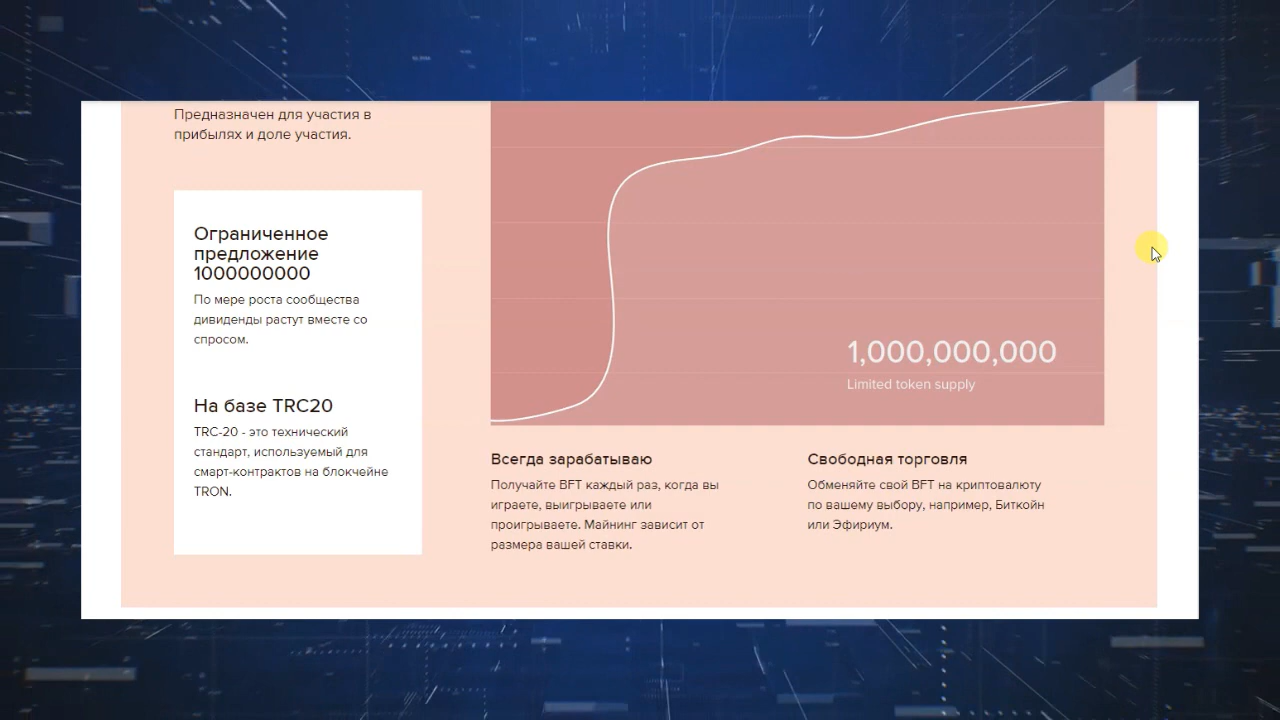 Предназначен для участия в
прибылях и доле участия.
Ограниченное
предложение
1000000000
По мере роста сообщества
дивиденды растут вместе со
спросом.
На базе TRC20
TRC-20 - это технический
стандарт, используемый для
смарт-контрактов на блокчейне
TRON.
1,000,000,000
Limited token supply
Всегда зарабатываю
Получайте BFT каждый раз, когда вы
играете, выигрываете или
проигрываете. Майнинг зависит от
размера вашей ставки.
Свободная торговля
Обменяйте свой BFT на криптовалюту
по вашему выбору, например, Биткойн
или Эфириум.